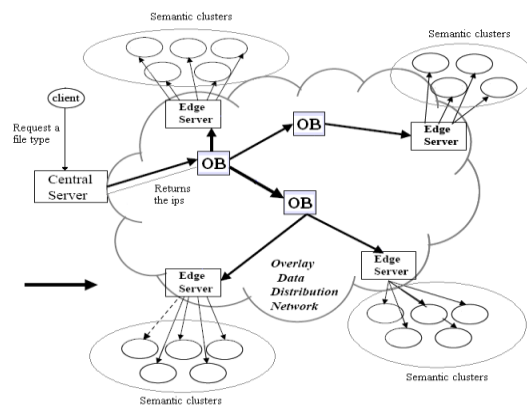 Semantic clusters
Semantic clusters
client
Edge
Server
Edge
Server
OB
Request a
file type
OB
Central
Server
Returns
the ips
OB
Overlay
Data
Distribution
Network
Edge
Server
Edge
Server
Semantic clusters
Semantic clusters